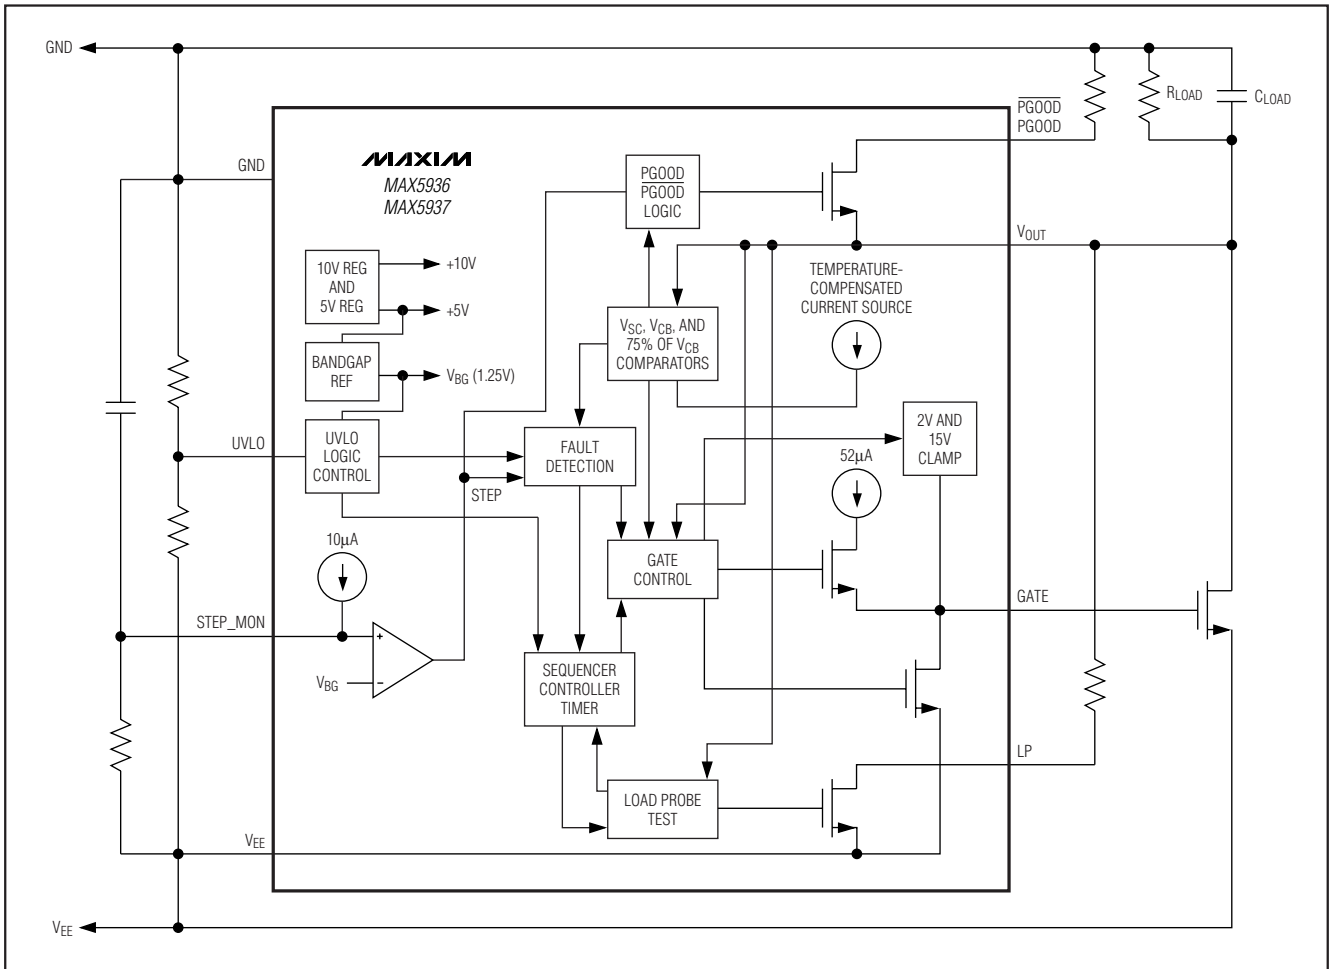 GND
PGOOD
PGOOD
RLOAD
CLOAD
GND
MAXIM
MAX5936
MAX5937
PGOOD
PGOOD
LOGIC
VOUT
10V REG
AND
5V REG
+10V
+5V
TEMPERATURE-
COMPENSATED
CURRENT SOURCE
VSC, VCB, AND
75% OF VCB
COMPARATORS
BANDGAP
REF
VBG (1.25V)
UVLO
UVLO
LOGIC
CONTROL
FAULT
DETECTION
STEP
2V AND
15V
CLAMP
52μA
10μA
GATE
CONTROL
GATE
STEP_MON
VBG
+
−
SEQUENCER
CONTROLLER
TIMER
LP
LOAD PROBE
TEST
VEE
VEE